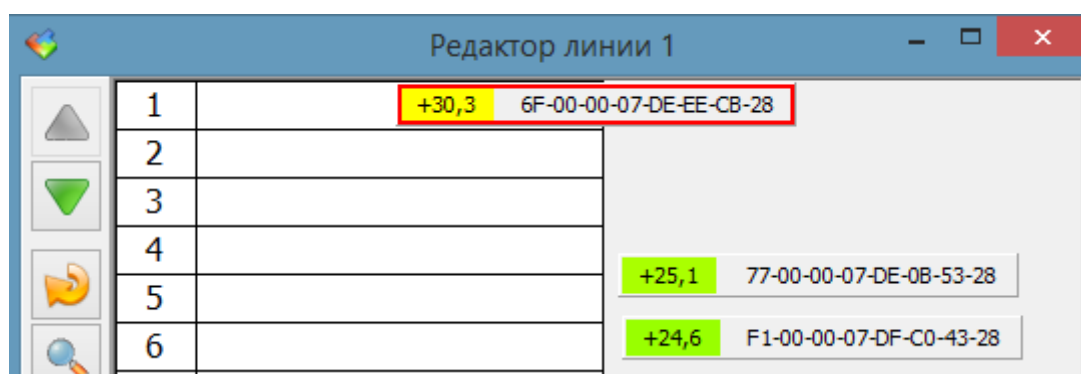 Редактор линии 1
1 +30,3 6F-00-00-07-DE-EE-CB-28
2
3
4
+25,1 77-00-00-07-DE-0B-53-28
5
6 +24,6 F1-00-00-07-DF-C0-43-28